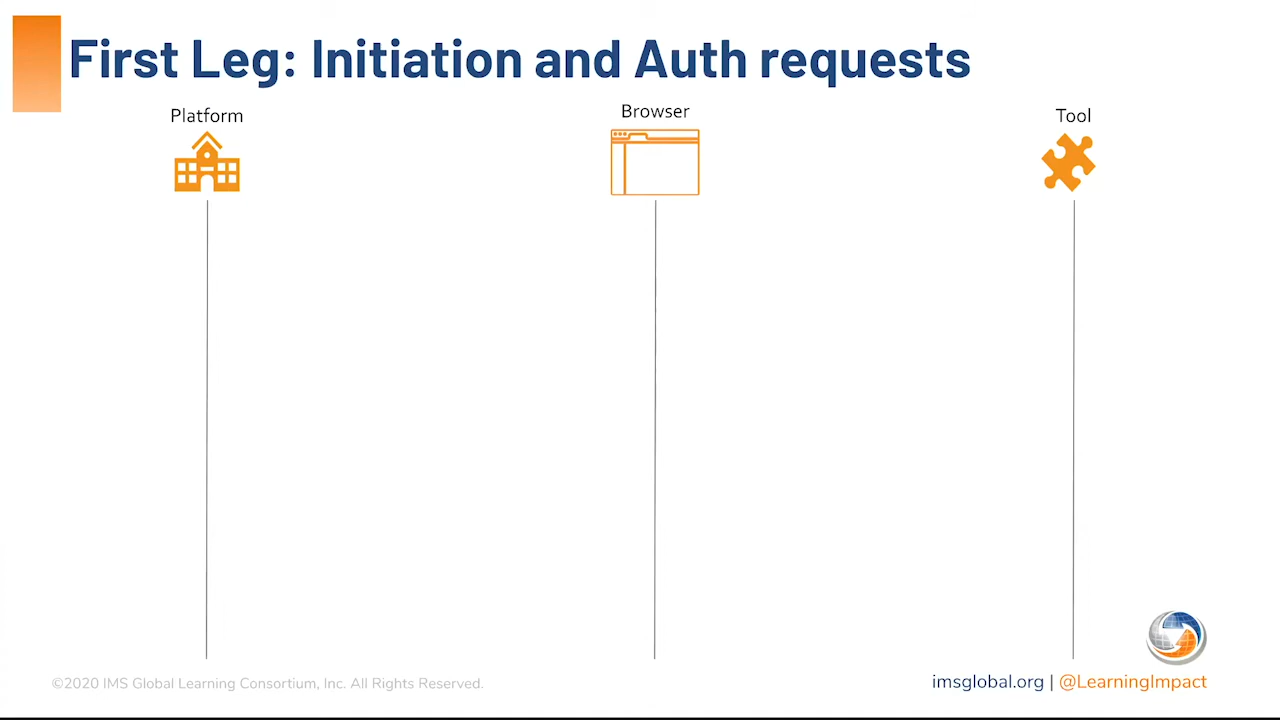 First Leg: Initiation and Auth requests
Platform
Browser
Tool
©2020 IMS Global Learning Consortium, Inc. All Rights Reserved.
imsglobal.org | @LearningImpact